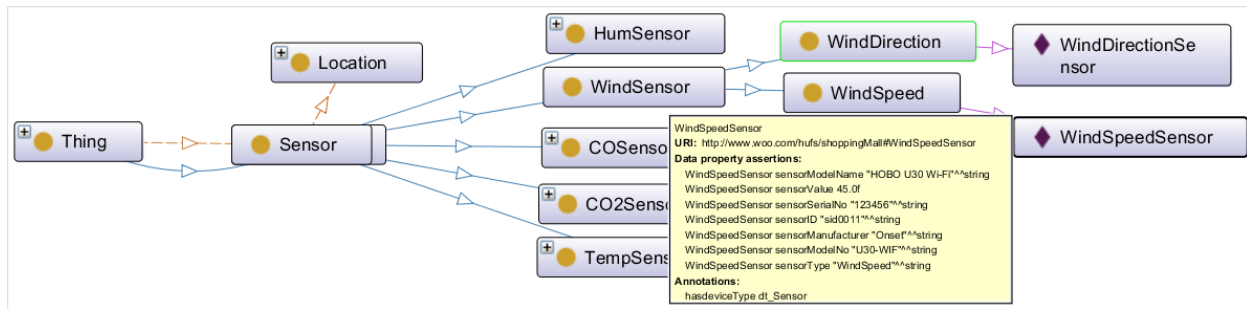 HumSensor
WindDirection
WindDirectionSe
nsor
Location
WindSensor
WindSpeed
Thing
Sensor
COSenso
WindSpeedSensor
CO2Sens
TempSens
WindSpeedSensor
URI: http://www.woo.com/hufs/shoppingMall#WindSpeedSensor
Data property assertions:
WindSpeedSensor sensorModelName "HOBO U30 Wi-Fi"^^string
WindSpeedSensor sensorValue 45.0f
WindSpeedSensor sensorSerialNo "123456"^^string
WindSpeedSensor sensorID "sid0011"^^string
WindSpeedSensor sensorManufacturer "Onset"^^string
WindSpeedSensor sensorModelNo "U30-WIF"^^string
WindSpeedSensor sensorType "WindSpeed"^^string
Annotations:
hasdeviceType dt_Sensor